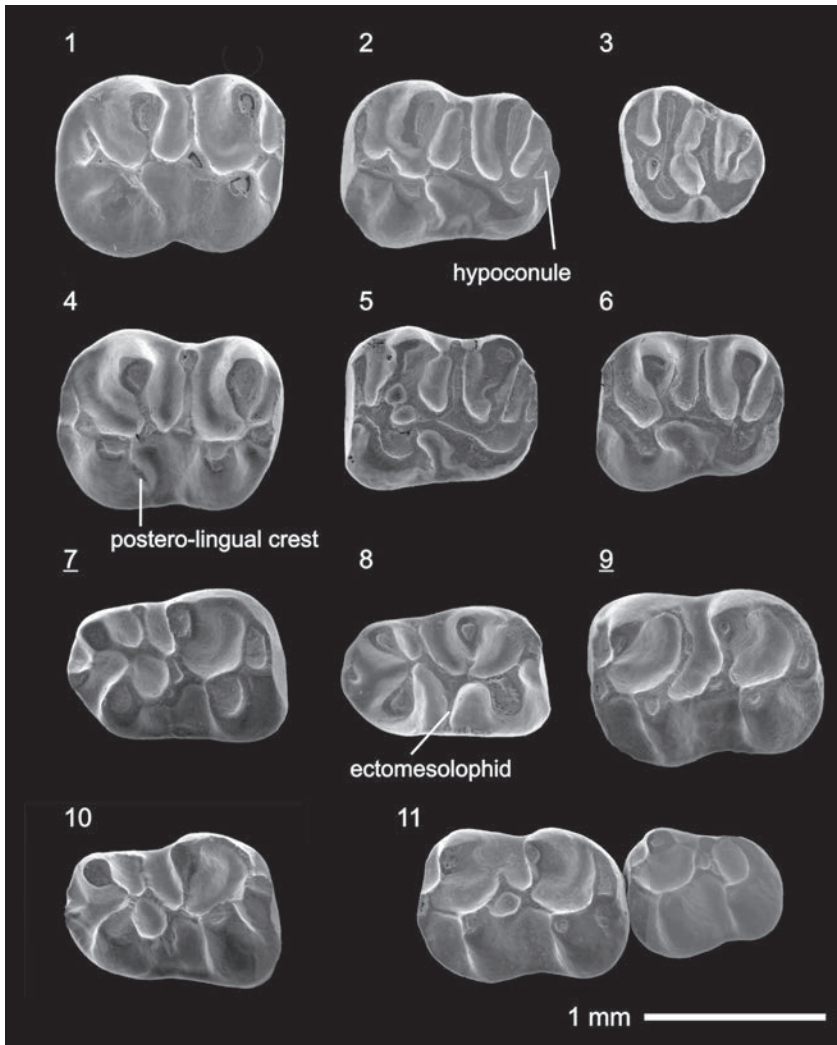 1 2 3
hypoconule
4 5 6
postero-lingual crest
7 8 9
ectomesolophid
10 11
1 mm